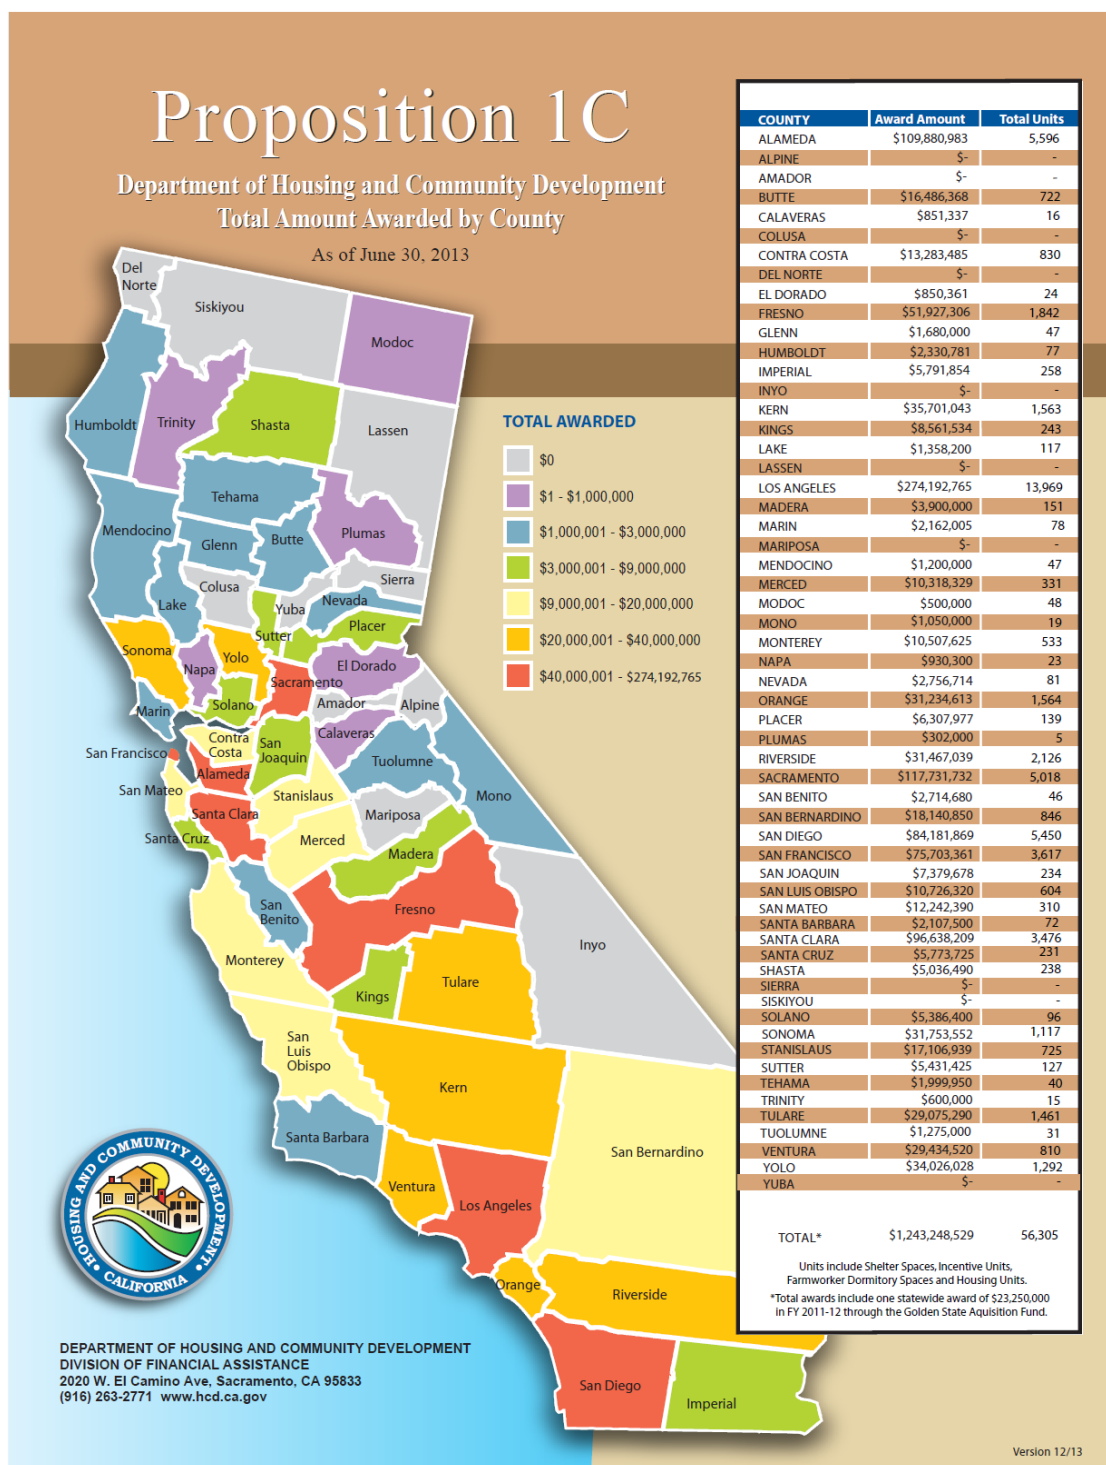 Proposition 1C
Department of Housing and Community Development
Total Amount Awarded by County
As of June 30, 2013
COUNTY Award Amount Total Units
ALAMEDA $109,880,983 5,596
ALPINE $- -
AMADOR $- -
BUTTE $16,486,368 722
CALAVERAS $851,337 16
COLUSA $- -
CONTRA COSTA $13,283,485 830
DEL NORTE $- -
EL DORADO $850,361 24
FRESNO $51,927,306 1,842
GLENN $1,680,000 47
HUMBOLDT $2,330,781 77
IMPERIAL $5,791,854 258
INYO $- -
KERN $35,701,043 1,563
KINGS $8,561,534 243
LAKE $1,358,200 117
LASSEN $- -
LOS ANGELES $274,192,765 13,969
MADERA $3,900,000 151
MARIN $2,162,005 78
MARIPOSA $- -
MENDOCINO $1,200,000 47
MERCED $10,318,329 331
MODOC $500,000 48
MONO $1,050,000 19
MONTEREY $10,507,625 533
NAPA $930,300 23
NEVADA $2,756,714 81
ORANGE $31,234,613 1,564
PLACER $6,307,977 139
PLUMAS $302,000 5
RIVERSIDE $31,467,039 2,126
SACRAMENTO $117,731,732 5,018
SAN BENITO $2,714,680 46
SAN BERNARDINO $18,140,850 846
SAN DIEGO $84,181,869 5,450
SAN FRANCISCO $75,703,361 3,617
SAN JOAQUIN $7,379,678 234
SAN LUIS OBISPO $10,726,320 604
SAN MATEO $12,242,390 310
SANTA BARBARA $2,107,500 72
SANTA CLARA $96,638,209 3,476
SANTA CRUZ $5,773,725 231
SHASTA $5,036,490 238
SIERRA $- -
SISKIYOU $- -
SOLANO $5,386,400 96
SONOMA $31,753,552 1,117
STANISLAUS $17,106,939 725
SUTTER $5,431,425 127
TEHAMA $1,999,950 40
TRINITY $600,000 15
TULARE $29,075,290 1,461
TUOLUMNE $1,275,000 31
VENTURA $29,434,520 810
YOLO $34,026,028 1,292
YUBA $- -
TOTAL* $1,243,248,529 56,305
Units include Shelter Spaces, Incentive Units,
Farmworker Dormitory Spaces and Housing Units.
*Total awards include one statewide award of $23,250,000
in FY 2011-12 through the Golden State Aquisition Fund.
TOTAL AWARDED
$0
$1 - $1,000,000
$1,000,001 - $3,000,000
$3,000,001 - $9,000,000
$9,000,001 - $20,000,000
$20,000,001 - $40,000,000
$40,000,001 - $274,192,765
Del
Norte
Siskiyou
Modoc
Humboldt
Trinity
Shasta
Lassen
Tehama
Mendocino
Glenn
Butte
Plumas
Colusa
Sierra
Lake
Yuba
Nevada
Sutter
Placer
Sonoma
Napa
Yolo
El Dorado
Sacramento
Marin
Solano
Amador
Alpine
Calaveras
Contra
Costa
San
Joaquin
San Francisco
Alameda
Tuolumne
San Mateo
Stanislaus
Mono
Santa Clara
Mariposa
Santa Cruz
Merced
Madera
San
Benito
Fresno
Inyo
Monterey
Kings
Tulare
San
Luis
Obispo
Kern
Santa Barbara
San Bernardino
Ventura
Los Angeles
Orange
Riverside
San Diego
Imperial
HOUSING AND COMMUNITY DEVELOPMENT
CALIFORNIA
DEPARTMENT OF HOUSING AND COMMUNITY DEVELOPMENT
DIVISION OF FINANCIAL ASSISTANCE
2020 W. El Camino Ave, Sacramento, CA 95833
(916) 263-2771 www.hcd.ca.gov
Version 12/13